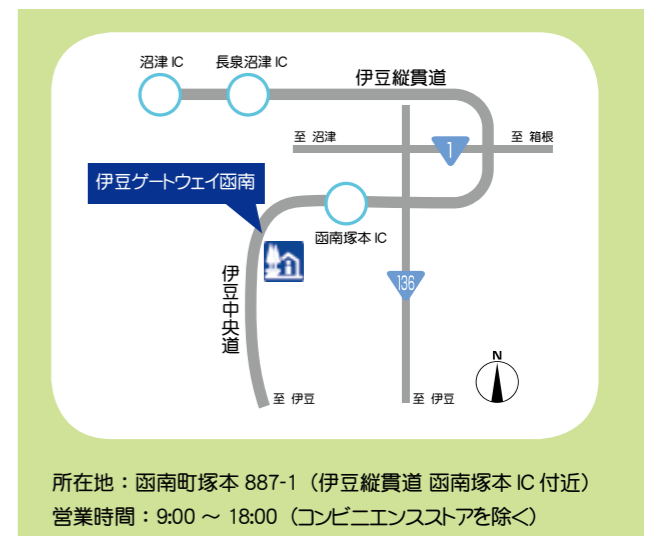 沼津 IC
長泉沼津 IC
伊豆縦貫道
至 沼津
1
至 箱根
伊豆ゲートウェイ函南
函南塚本 IC
伊豆中央道
136
N
至 伊豆
至 伊豆
所在地：函南町塚本 887-1（伊豆縦貫道 函南塚本 IC 付近）
営業時間：9:00 ～ 18:00（コンビニエンスストアを除く）